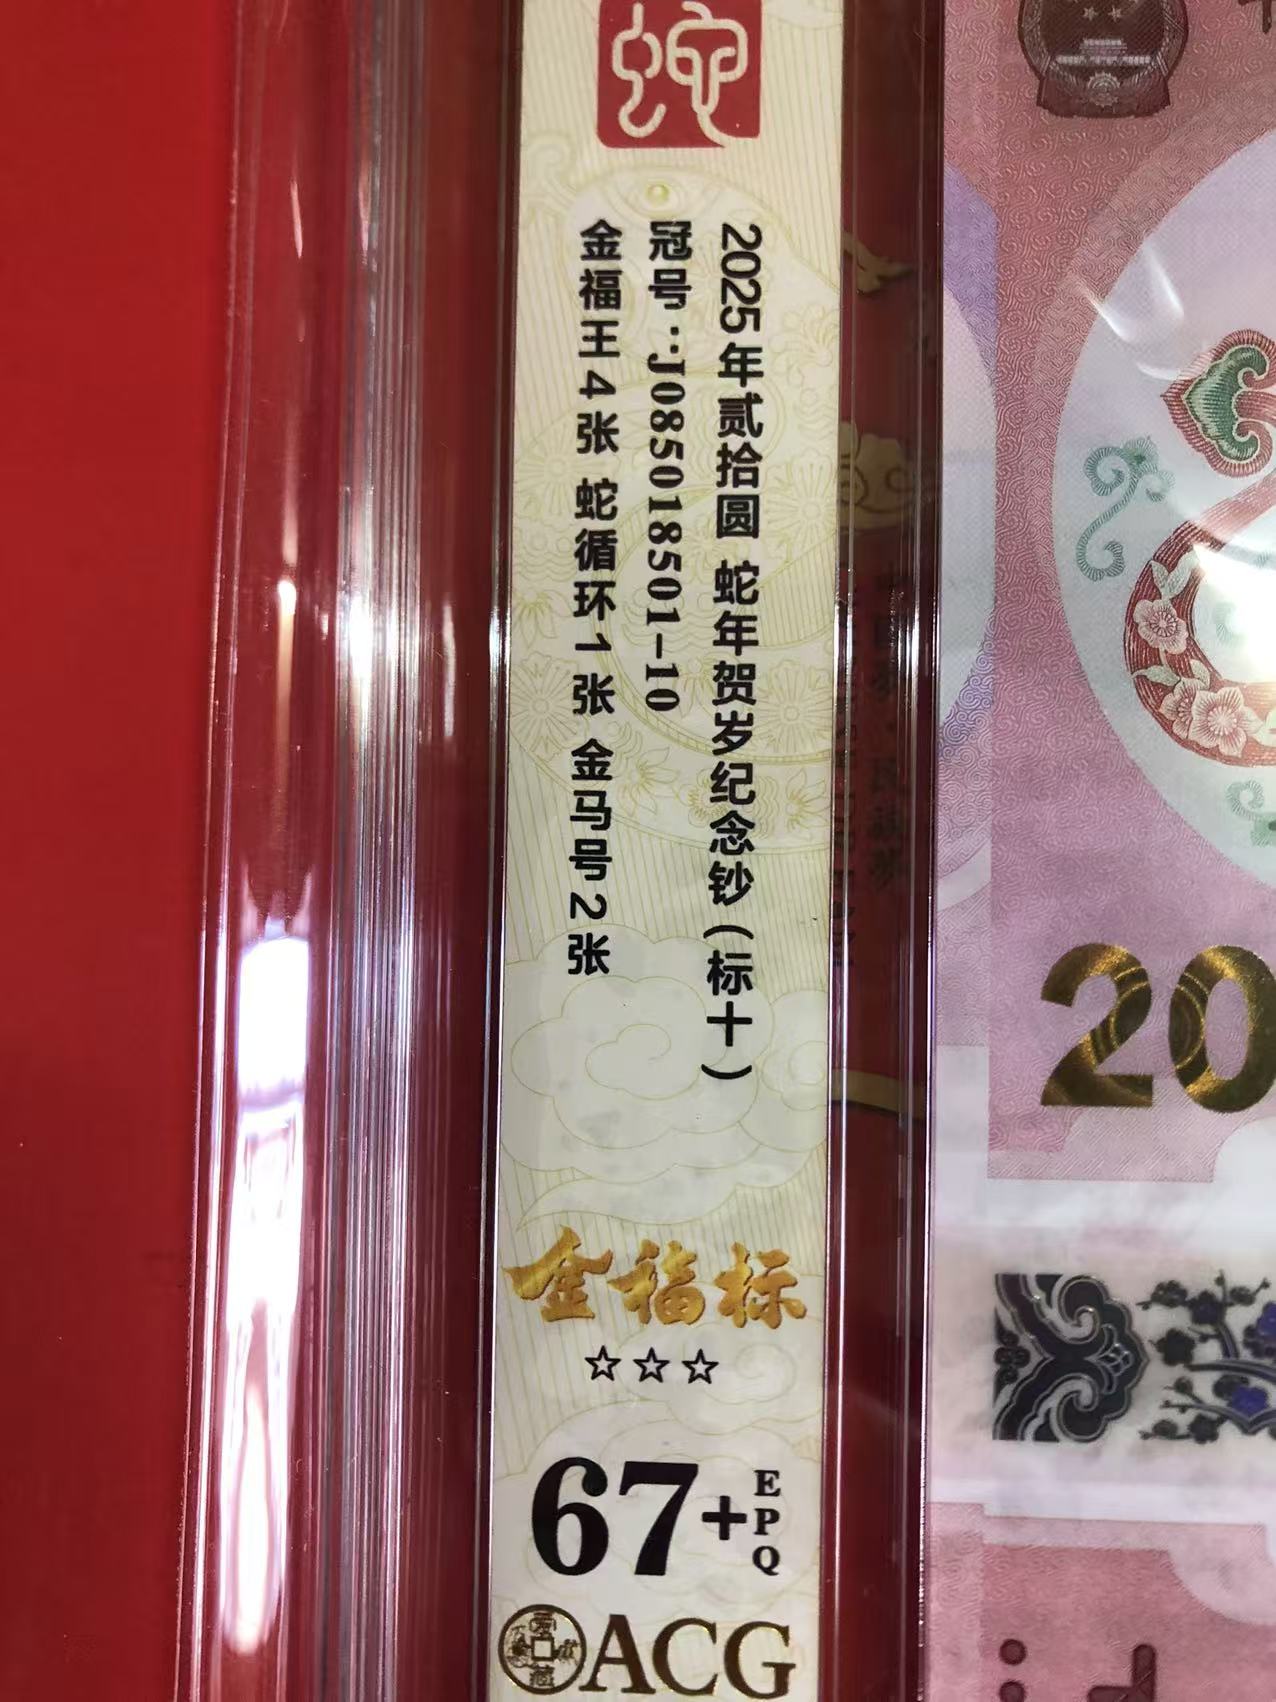 蛇
2025年贰拾圆 蛇年贺岁纪念钞(标十)
冠号:J085018501-10
金福王4张 蛇循环1张 金马号2张
金福标
☆☆☆
67+
EPQ
ACG
20